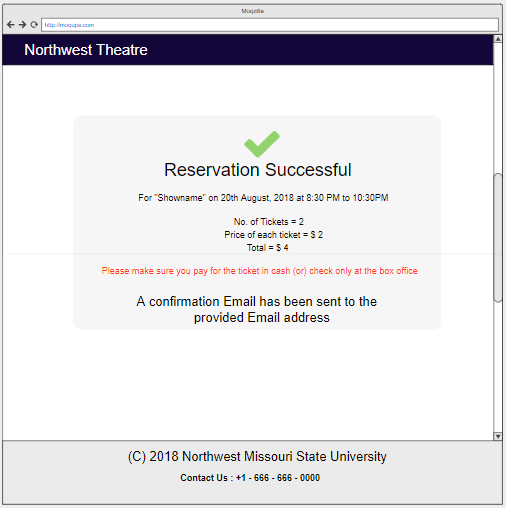 Moqzilla
http://moqups.com
Northwest Theatre
Reservation Successful
For "Showname" on 20th August, 2018 at 8:30 PM to 10:30PM
No. of Tickets = 2
Price of each ticket = $ 2
Total = $ 4
Please make sure you pay for the ticket in cash (or) check only at the box office
A confirmation Email has been sent to the
provided Email address
(C) 2018 Northwest Missouri State University
Contact Us : +1 - 666 - 666 - 0000